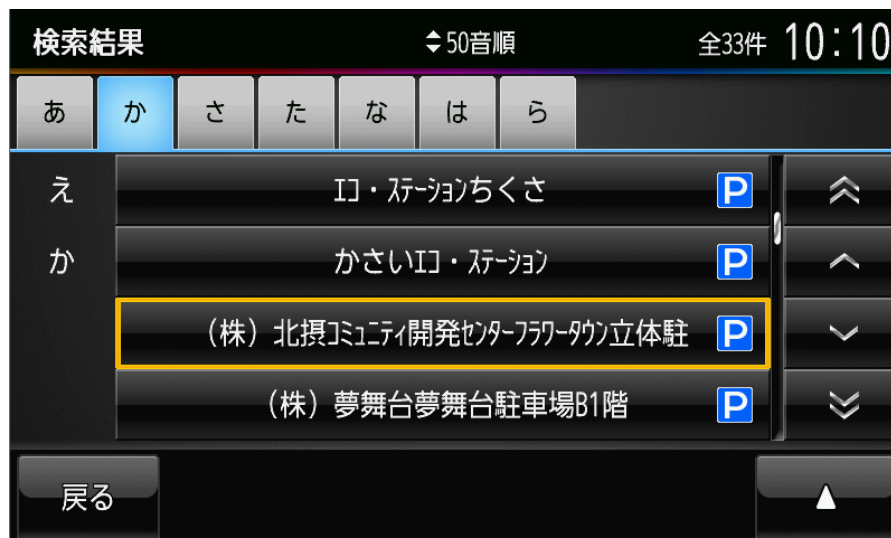 検索結果
50音順
全33件
10:10
あ
か
さ
た
な
は
ら
え
ｴｺ・ｽﾃｰｼｮﾝちくさ
P
か
かさいｴｺ・ｽﾃｰｼｮﾝ
P
（株）北摂ｺﾐｭﾆﾃｨ開発ｾﾝﾀｰﾌﾗﾜｰﾀｳﾝ立体駐
P
（株）夢舞台夢舞台駐車場B1階
P
戻る